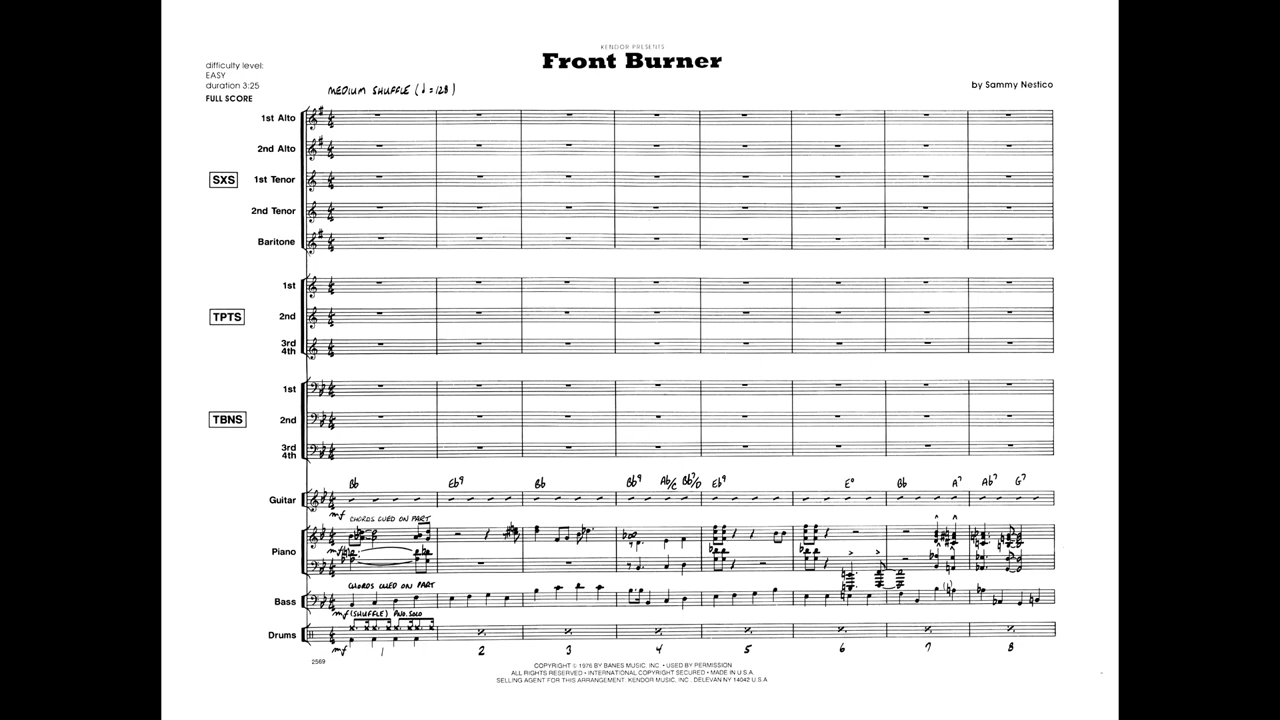 KENDOR PRESENTS
Front Burner
difficulty level:
EASY
duration 3:25
FULL SCORE
MEDIUM SHUFFLE (♩=128)
by Sammy Nestico
1st Alto
2nd Alto
SXS
1st Tenor
2nd Tenor
Baritone
1st
TPTS
2nd
3rd
4th
1st
TBNS
2nd
3rd
4th
Bb Eb9 Bb Bb9 Ab/C Bb7/D Eb9 E° Bb A7 Ab7 G7
Guitar
mf CHORDS CUED ON PART
Piano
mf
CHORDS CUED ON PART
Bass
mf (SHUFFLE) PNO. SOLO
Drums
mf 1 2 3 4 5 6 7 8
2569
COPYRIGHT © 1976 BY BANES MUSIC, INC. • USED BY PERMISSION
ALL RIGHTS RESERVED • INTERNATIONAL COPYRIGHT SECURED • MADE IN U.S.A.
SELLING AGENT FOR THIS ARRANGEMENT: KENDOR MUSIC, INC., DELEVAN NY 14042 U.S.A.